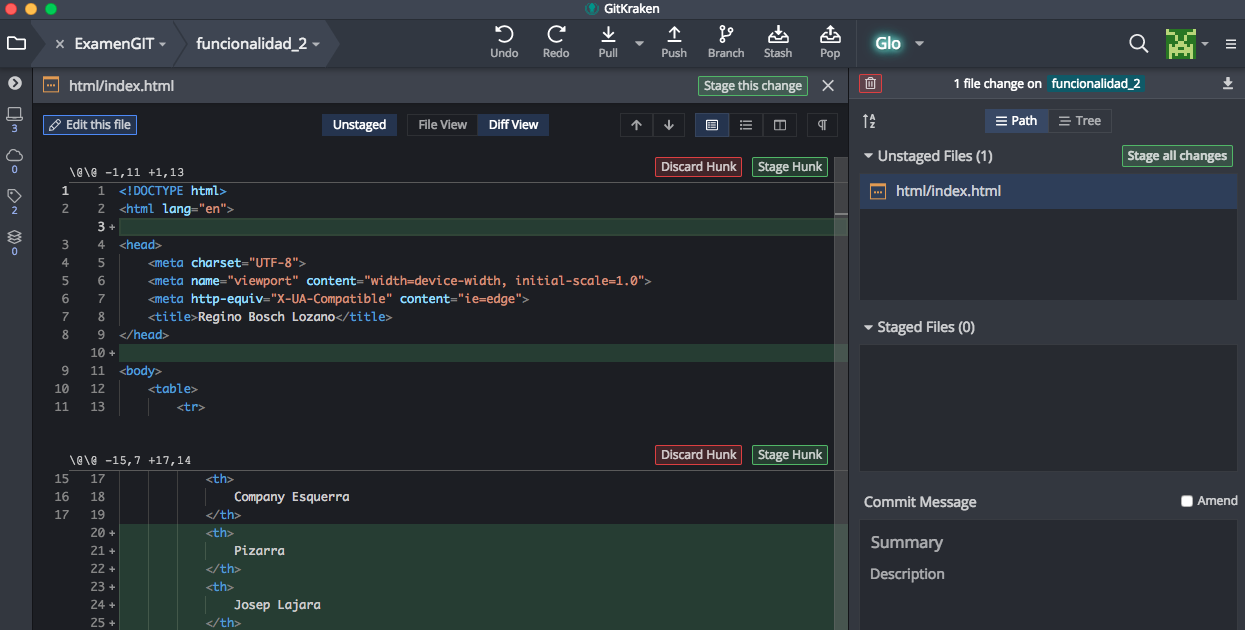 GitKraken
ExamenGIT
funcionalidad_2
Undo
Redo
Pull
Push
Branch
Stash
Pop
Glo
3
0
2
0
html/index.html
Stage this change
Edit this file
Unstaged
File View
Diff View
\@\@ -1,11 +1,13
Discard Hunk
Stage Hunk
1 1 <!DOCTYPE html>
2 2 <html lang="en">
3 +
3 4 <head>
4 5 <meta charset="UTF-8">
5 6 <meta name="viewport" content="width=device-width, initial-scale=1.0">
6 7 <meta http-equiv="X-UA-Compatible" content="ie=edge">
7 8 <title>Regino Bosch Lozano</title>
8 9 </head>
10 +
9 11 <body>
10 12 <table>
11 13 <tr>
\@\@ -15,7 +17,14
Discard Hunk
Stage Hunk
15 17 <th>
16 18 Company Esquerra
17 19 </th>
20 + <th>
21 + Pizarra
22 + </th>
23 + <th>
24 + Josep Lajara
25 + </th>
1 file change on funcionalidad_2
Path
Tree
Unstaged Files (1)
Stage all changes
html/index.html
Staged Files (0)
Commit Message
Amend
Summary
Description